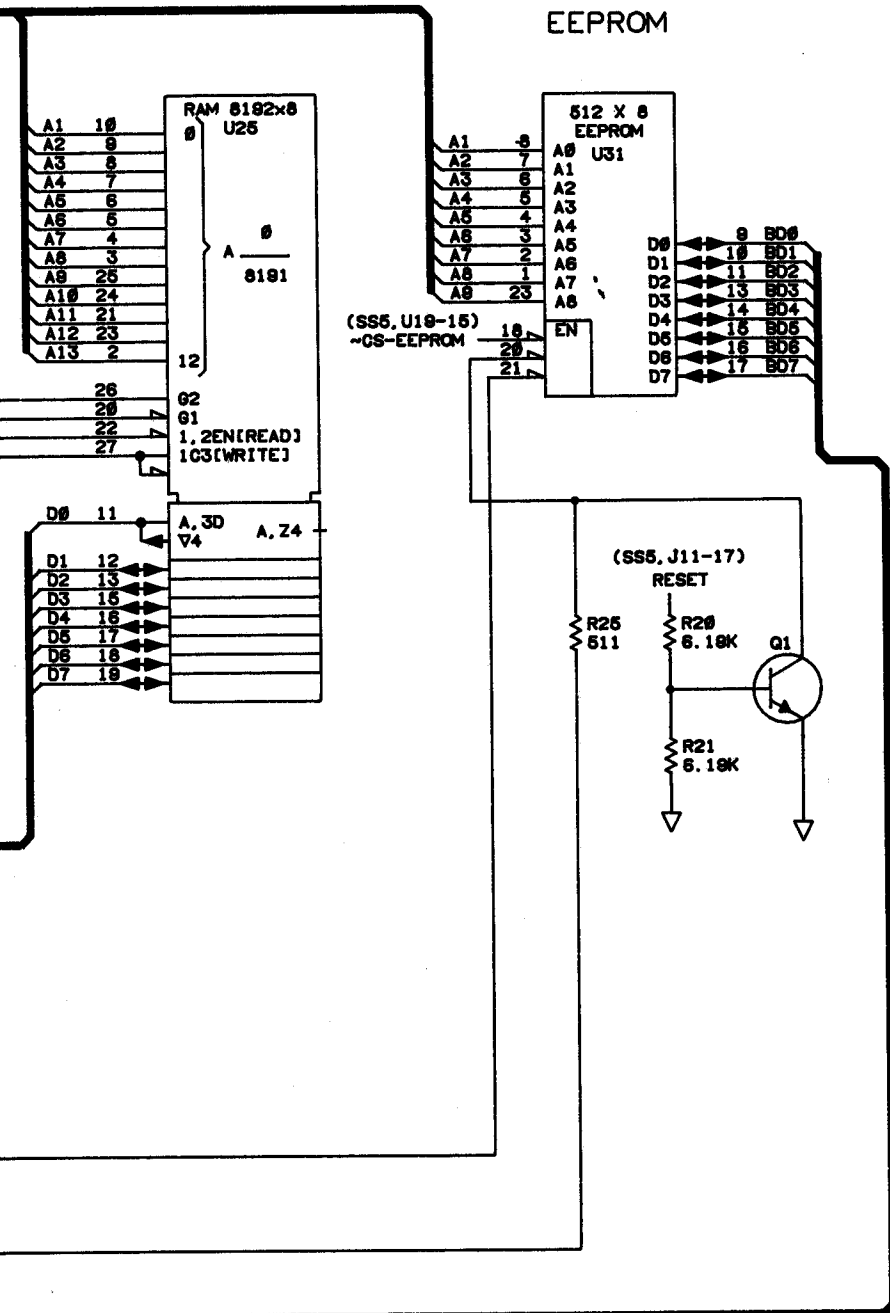 EEPROM
RAM 8192x8
U25
0
A 0
8191
12
A1 10
A2 9
A3 8
A4 7
A5 6
A6 5
A7 4
A8 3
A9 25
A10 24
A11 21
A12 23
A13 2
26 G2
20 G1
22 1,2EN[READ]
27 1C3[WRITE]
D0 11 A,3D A,Z4
∇4
D1 12
D2 13
D3 15
D4 16
D5 17
D6 18
D7 19
512 X 8
EEPROM
U31
A1 8 A0
A2 7 A1
A3 6 A2
A4 5 A3
A5 4 A4
A6 3 A5
A7 2 A6
A8 1 A7
A9 23 A8
D0 9 BD0
D1 10 BD1
D2 11 BD2
D3 13 BD3
D4 14 BD4
D5 15 BD5
D6 16 BD6
D7 17 BD7
(SS5,U19-15)
~CS-EEPROM
18 EN
20
21
(SS5,J11-17)
RESET
R25
511
R20
6.19K
Q1
R21
6.19K